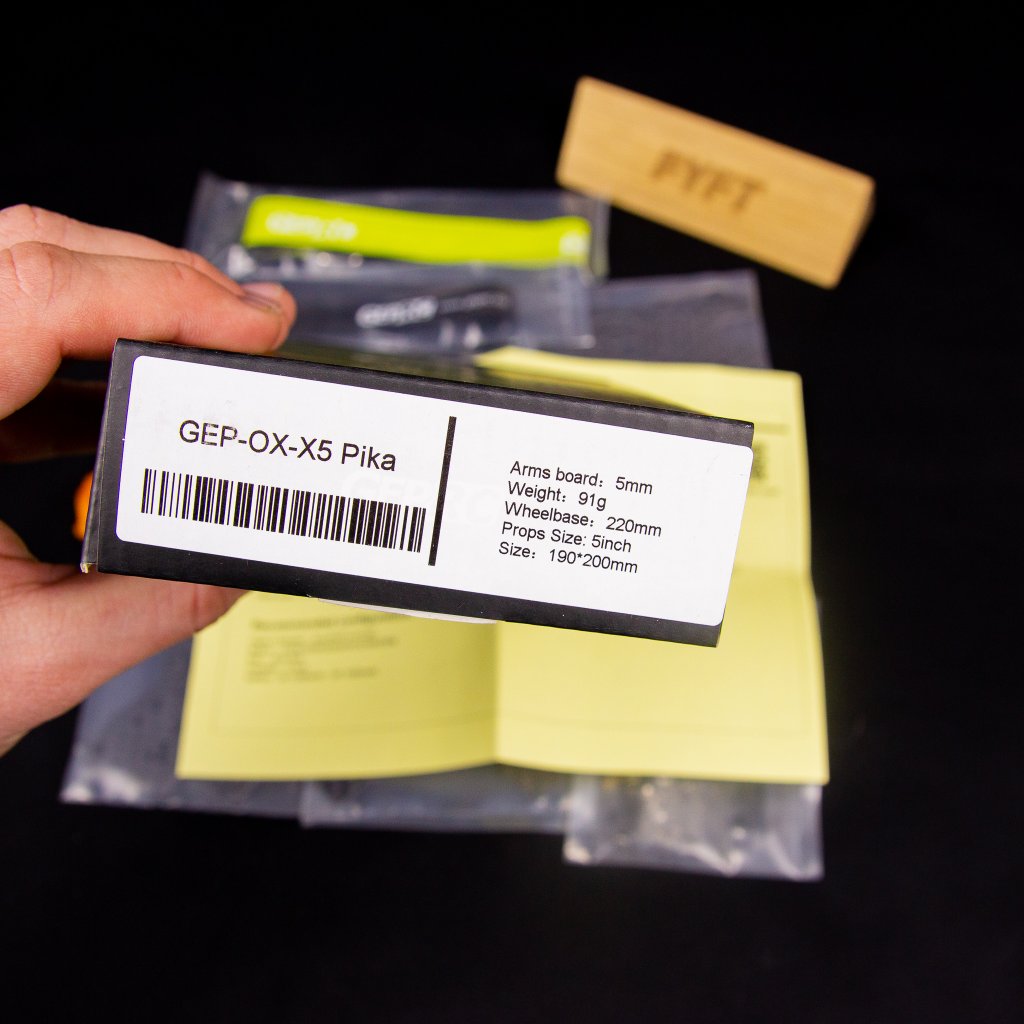 FYFT
GEP-OX-X5 Pika
Arms board：5mm
Weight：91g
Wheelbase：220mm
Props Size: 5inch
Size：190*200mm